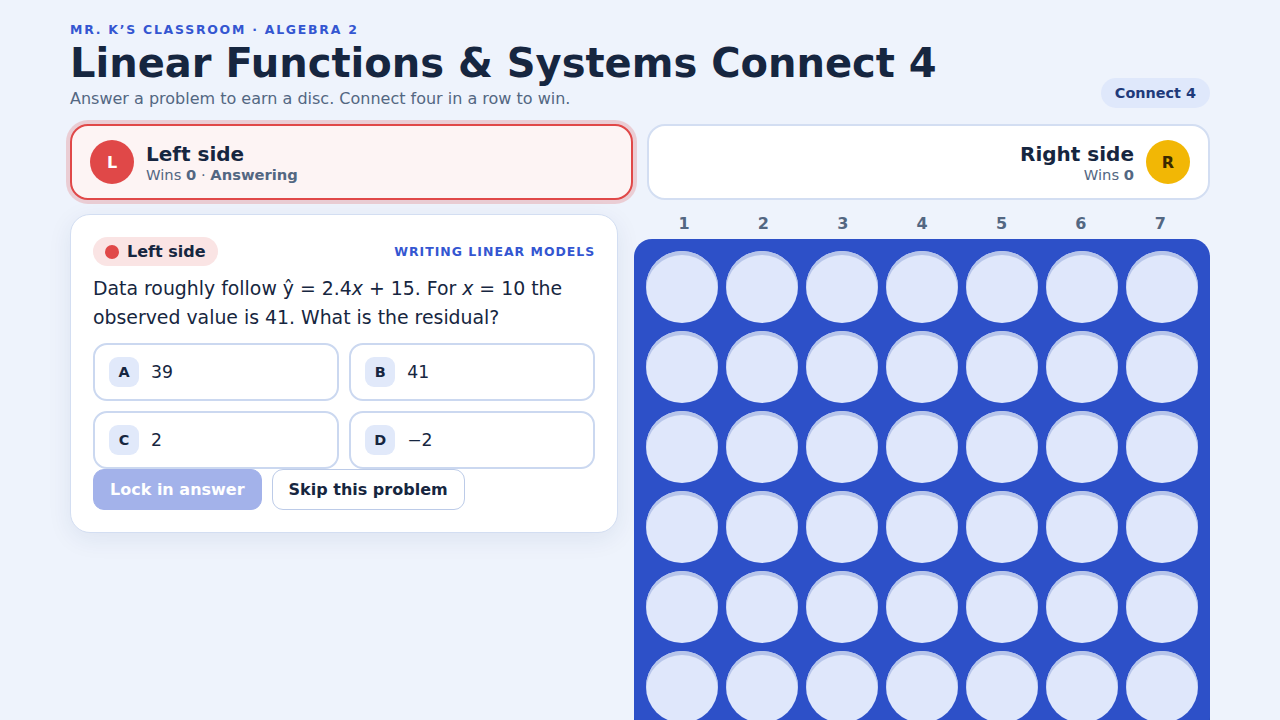 MR. K’S CLASSROOM · ALGEBRA 2
Linear Functions & Systems Connect 4
Answer a problem to earn a disc. Connect four in a row to win.
Connect 4
L
Left side
Wins 0 · Answering
Right side
Wins 0
R
Left side
WRITING LINEAR MODELS
Data roughly follow ŷ = 2.4x + 15. For x = 10 the
observed value is 41. What is the residual?
A 39
B 41
C 2
D −2
Lock in answer
Skip this problem
1 2 3 4 5 6 7